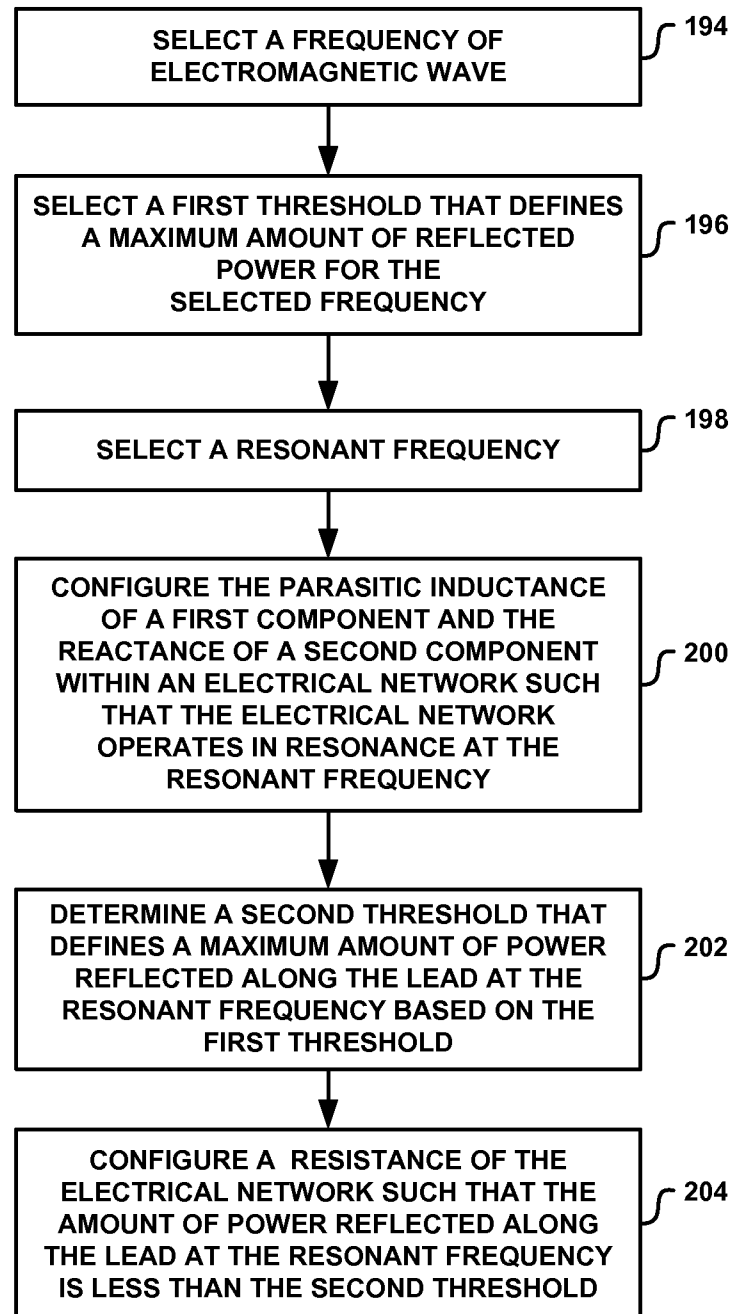 SELECT A FREQUENCY OF
ELECTROMAGNETIC WAVE
194
SELECT A FIRST THRESHOLD THAT DEFINES
A MAXIMUM AMOUNT OF REFLECTED
POWER FOR THE
SELECTED FREQUENCY
196
SELECT A RESONANT FREQUENCY
198
CONFIGURE THE PARASITIC INDUCTANCE
OF A FIRST COMPONENT AND THE
REACTANCE OF A SECOND COMPONENT
WITHIN AN ELECTRICAL NETWORK SUCH
THAT THE ELECTRICAL NETWORK
OPERATES IN RESONANCE AT THE
RESONANT FREQUENCY
200
DETERMINE A SECOND THRESHOLD THAT
DEFINES A MAXIMUM AMOUNT OF POWER
REFLECTED ALONG THE LEAD AT THE
RESONANT FREQUENCY BASED ON THE
FIRST THRESHOLD
202
CONFIGURE A RESISTANCE OF THE
ELECTRICAL NETWORK SUCH THAT THE
AMOUNT OF POWER REFLECTED ALONG
THE LEAD AT THE RESONANT FREQUENCY
IS LESS THAN THE SECOND THRESHOLD
204